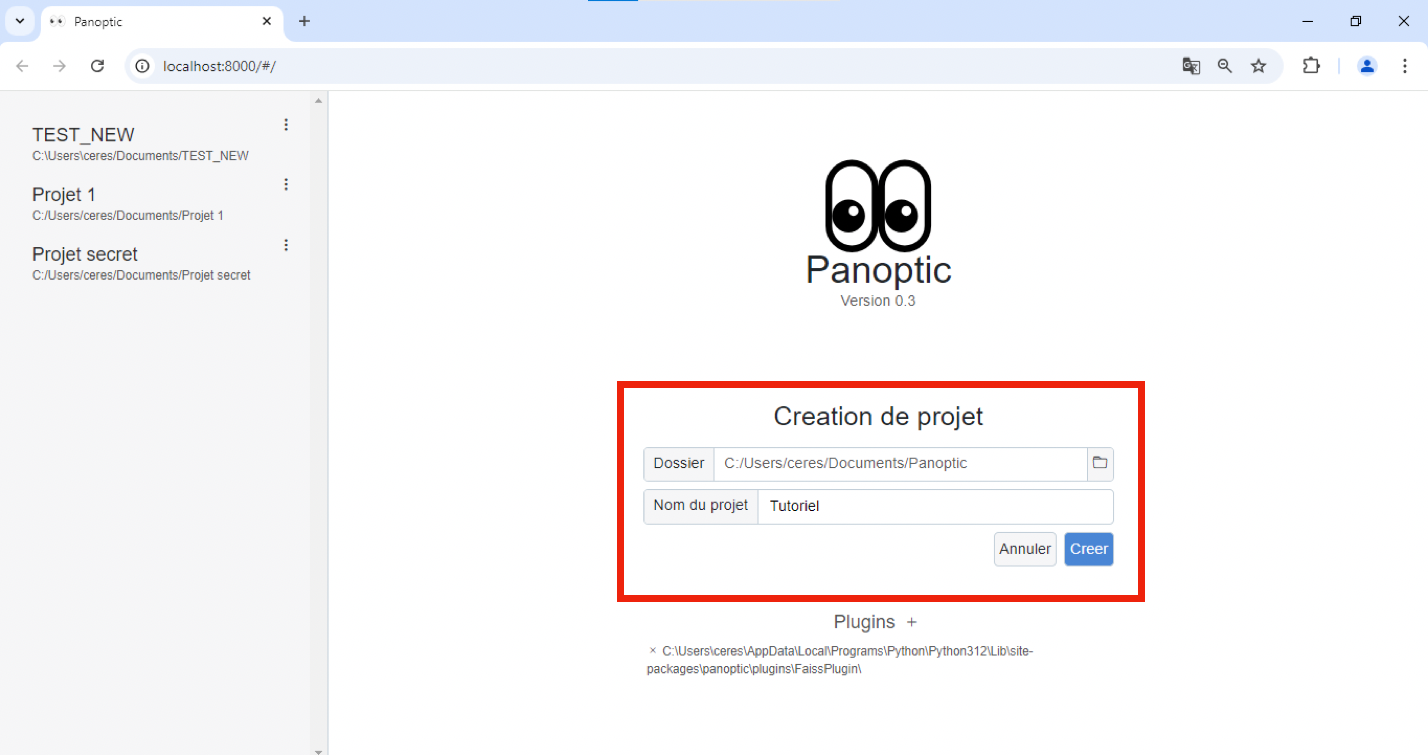 Panoptic
localhost:8000/#/
TEST_NEW
C:\Users\ceres/Documents/TEST_NEW
Projet 1
C:/Users/ceres/Documents/Projet 1
Projet secret
C:/Users/ceres/Documents/Projet secret
Panoptic
Version 0.3
Creation de projet
Dossier C:/Users/ceres/Documents/Panoptic
Nom du projet Tutoriel
Annuler Creer
Plugins +
× C:\Users\ceres\AppData\Local\Programs\Python\Python312\Lib\site-
packages\panoptic\plugins\FaissPlugin\